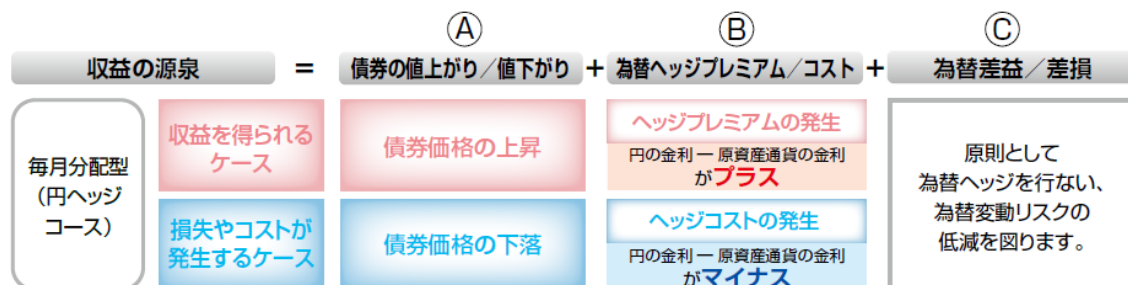 Ⓐ Ⓑ Ⓒ
収益の源泉 = 債券の値上がり／値下がり + 為替ヘッジプレミアム／コスト + 為替差益／差損
毎月分配型
（円ヘッジ
コース）
収益を得られる
ケース
債券価格の上昇
ヘッジプレミアムの発生
円の金利 ー 原資産通貨の金利
がプラス
損失やコストが
発生するケース
債券価格の下落
ヘッジコストの発生
円の金利 ー 原資産通貨の金利
がマイナス
原則として
為替ヘッジを行ない、
為替変動リスクの
低減を図ります。